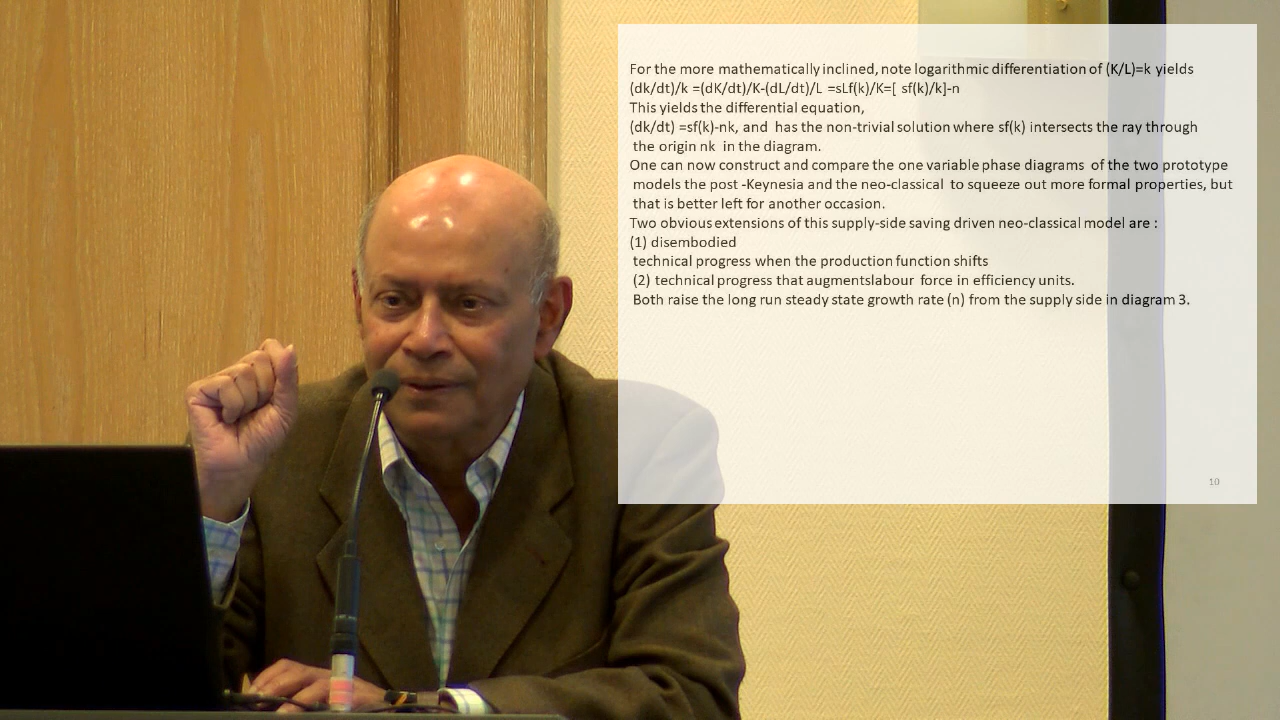 For the more mathematically inclined, note logarithmic differentiation of (K/L)=k yields
(dk/dt)/k =(dK/dt)/K-(dL/dt)/L =sLf(k)/K=[ sf(k)/k]-n
This yields the differential equation,
(dk/dt) =sf(k)-nk, and has the non-trivial solution where sf(k) intersects the ray through
the origin nk in the diagram.
One can now construct and compare the one variable phase diagrams of the two prototype
models the post -Keynesia and the neo-classical to squeeze out more formal properties, but
that is better left for another occasion.
Two obvious extensions of this supply-side saving driven neo-classical model are :
(1) disembodied
technical progress when the production function shifts
(2) technical progress that augmentslabour force in efficiency units.
Both raise the long run steady state growth rate (n) from the supply side in diagram 3.
10